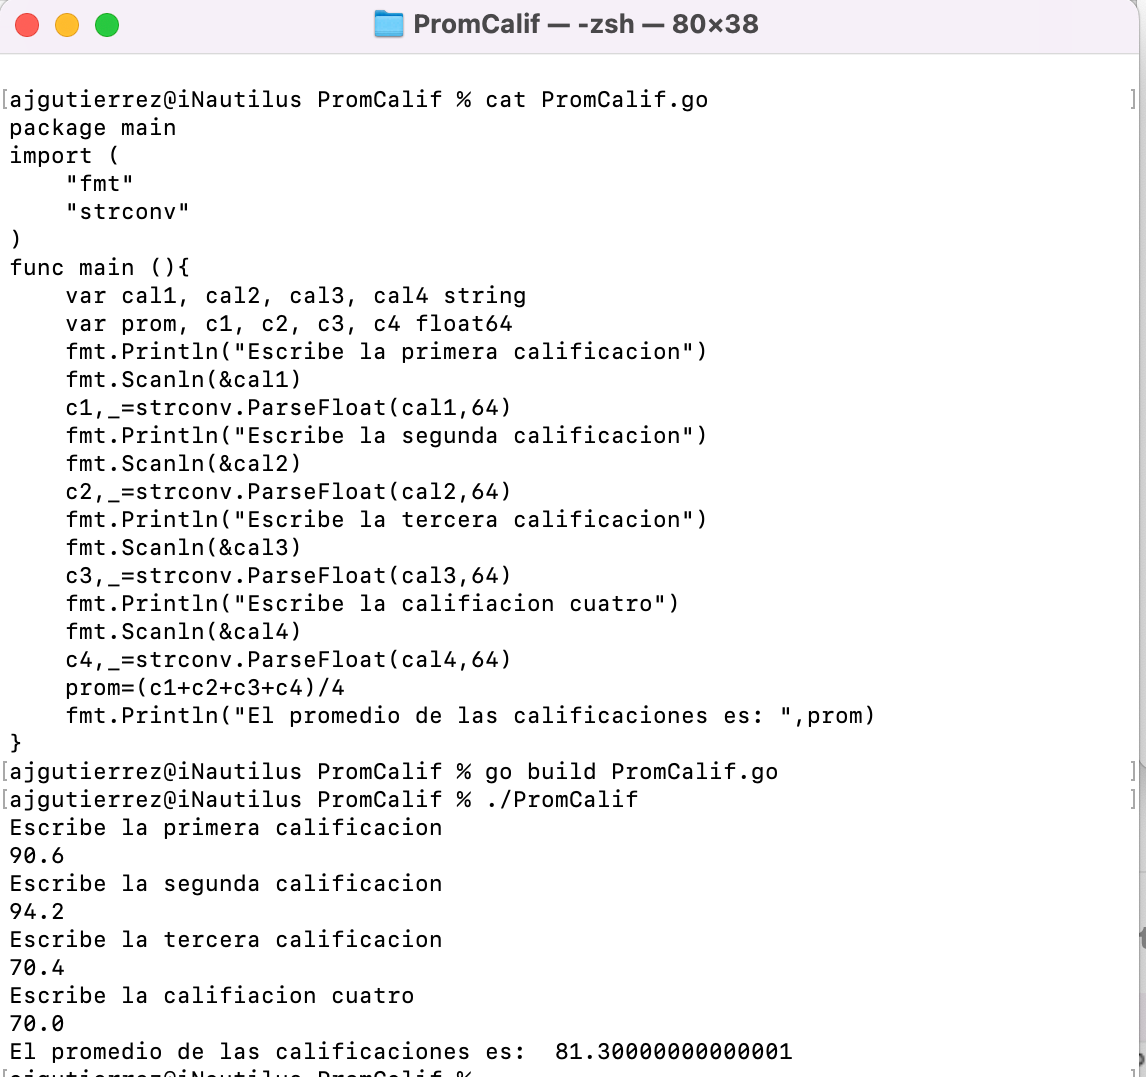 PromCalif — -zsh — 80×38
[ajgutierrez@iNautilus PromCalif % cat PromCalif.go ]
package main
import (
    "fmt"
    "strconv"
)
func main (){
    var cal1, cal2, cal3, cal4 string
    var prom, c1, c2, c3, c4 float64
    fmt.Println("Escribe la primera calificacion")
    fmt.Scanln(&cal1)
    c1,_=strconv.ParseFloat(cal1,64)
    fmt.Println("Escribe la segunda calificacion")
    fmt.Scanln(&cal2)
    c2,_=strconv.ParseFloat(cal2,64)
    fmt.Println("Escribe la tercera calificacion")
    fmt.Scanln(&cal3)
    c3,_=strconv.ParseFloat(cal3,64)
    fmt.Println("Escribe la califiacion cuatro")
    fmt.Scanln(&cal4)
    c4,_=strconv.ParseFloat(cal4,64)
    prom=(c1+c2+c3+c4)/4
    fmt.Println("El promedio de las calificaciones es: ",prom)
}
[ajgutierrez@iNautilus PromCalif % go build PromCalif.go ]
[ajgutierrez@iNautilus PromCalif % ./PromCalif ]
Escribe la primera calificacion
90.6
Escribe la segunda calificacion
94.2
Escribe la tercera calificacion
70.4
Escribe la califiacion cuatro
70.0
El promedio de las calificaciones es:  81.30000000000001
[ajgutierrez@iNautilus PromCalif % ]